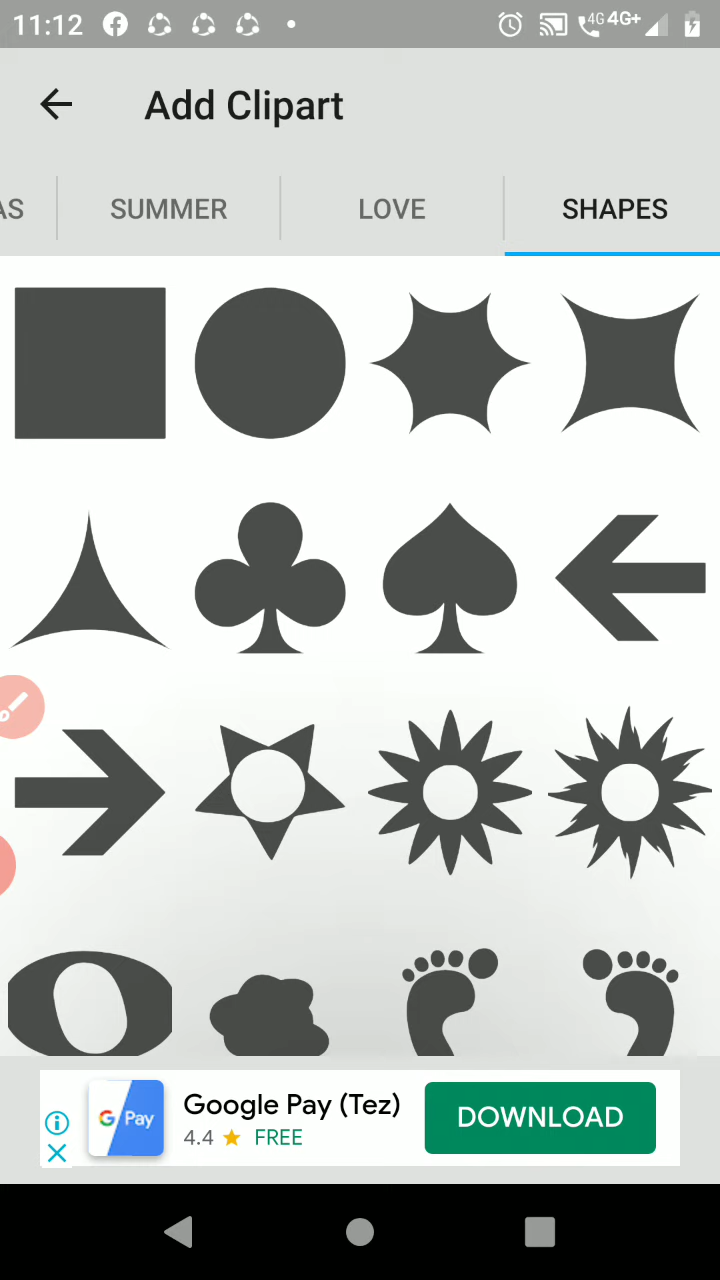 11:12
4G 4G+
Add Clipart
AS SUMMER LOVE SHAPES
G Pay
Google Pay (Tez)
4.4 ★ FREE
DOWNLOAD